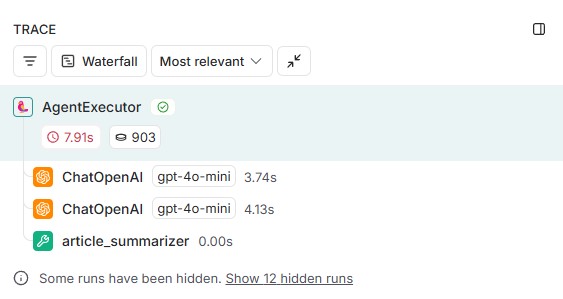 TRACE
Waterfall Most relevant
AgentExecutor
7.91s 903
ChatOpenAI gpt-4o-mini 3.74s
ChatOpenAI gpt-4o-mini 4.13s
article_summarizer 0.00s
Some runs have been hidden. Show 12 hidden runs